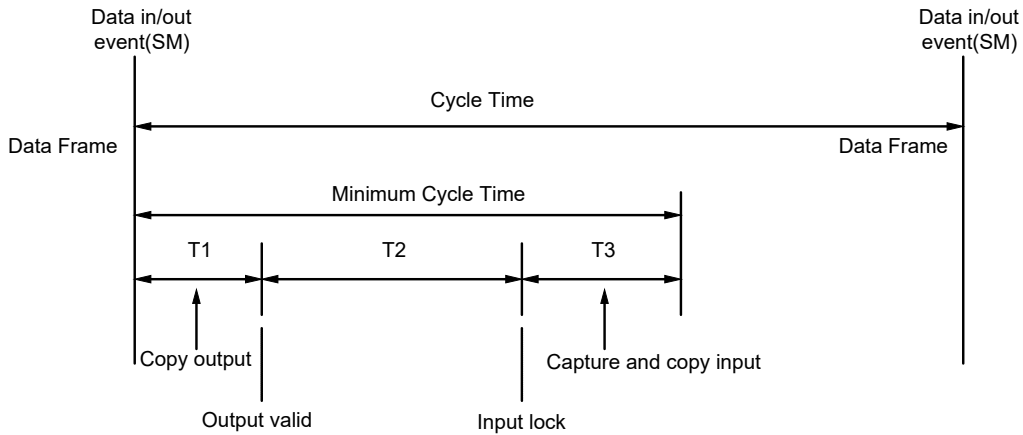 Data in/out
event(SM)
Data in/out
event(SM)
Cycle Time
Data Frame
Data Frame
Minimum Cycle Time
T1
T2
T3
Copy output
Capture and copy input
Output valid
Input lock